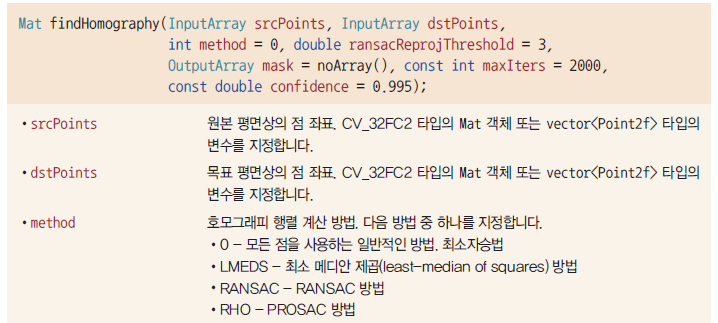 Mat findHomography(InputArray srcPoints, InputArray dstPoints,
int method = 0, double ransacReprojThreshold = 3,
OutputArray mask = noArray(), const int maxIters = 2000,
const double confidence = 0.995);
• srcPoints 원본 평면상의 점 좌표. CV_32FC2 타입의 Mat 객체 또는 vector<Point2f> 타입의
변수를 지정합니다.
• dstPoints 목표 평면상의 점 좌표. CV_32FC2 타입의 Mat 객체 또는 vector<Point2f> 타입의
변수를 지정합니다.
• method 호모그래피 행렬 계산 방법. 다음 방법 중 하나를 지정합니다.
• 0 – 모든 점을 사용하는 일반적인 방법. 최소자승법
• LMEDS – 최소 메디안 제곱(least-median of squares) 방법
• RANSAC – RANSAC 방법
• RHO – PROSAC 방법